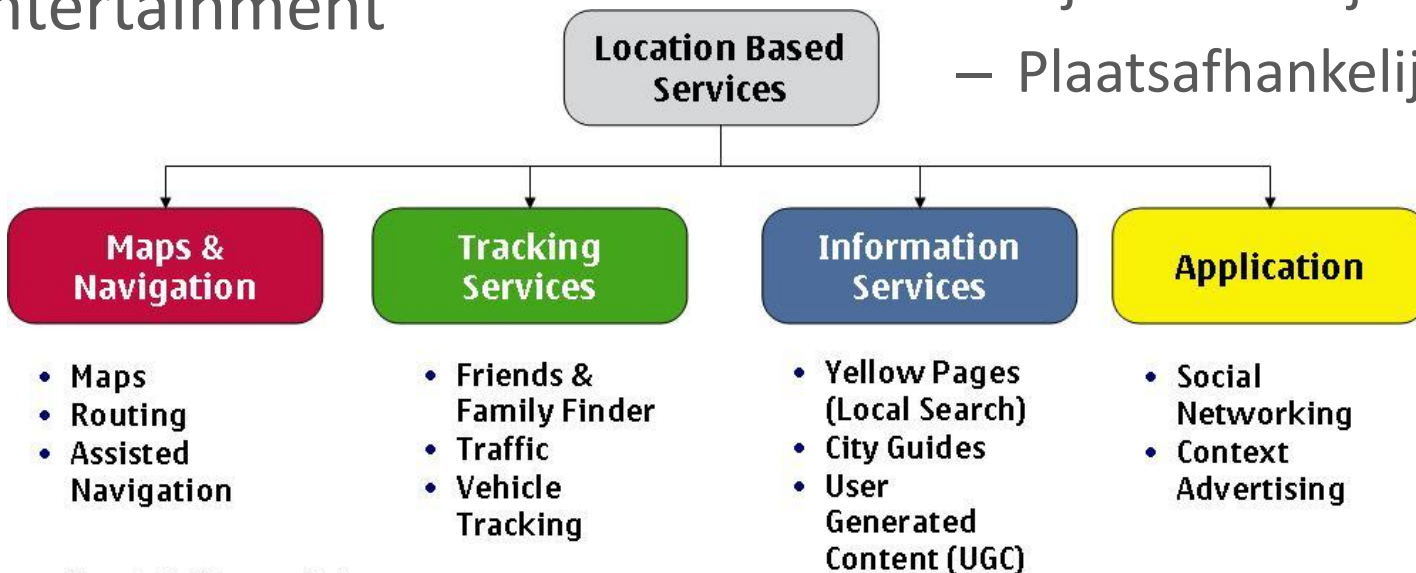 Location Based
Services
– Plaatsafhankelij
Maps &
Navigation
• Maps
• Routing
• Assisted
Navigation
Tracking
Services
• Friends &
Family Finder
• Traffic
• Vehicle
Tracking
Information
Services
• Yellow Pages
(Local Search)
• City Guides
• User
Generated
Content (UGC)
Application
• Social
Networking
• Context
Advertising